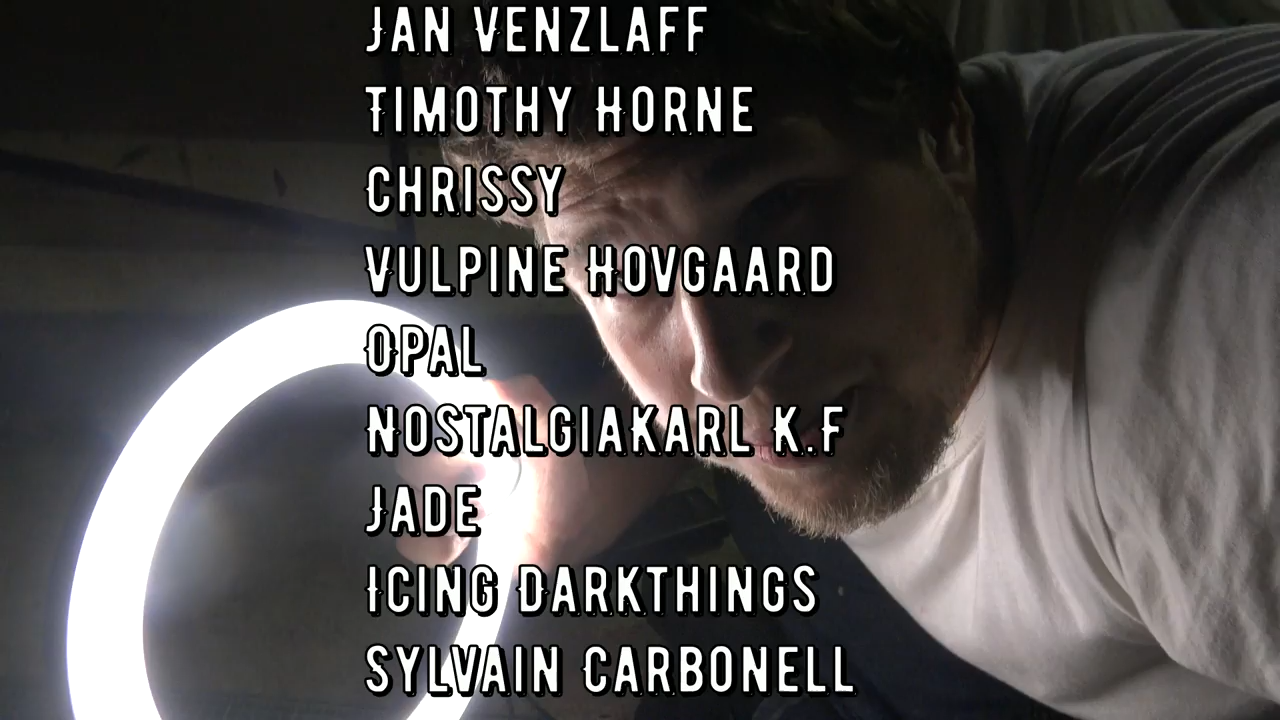 Jan Venzlaff
Timothy Horne
Chrissy
Vulpine Hovgaard
Opal
NostalgiaKarl K.F
Jade
Icing Darkthings
Sylvain Carbonell